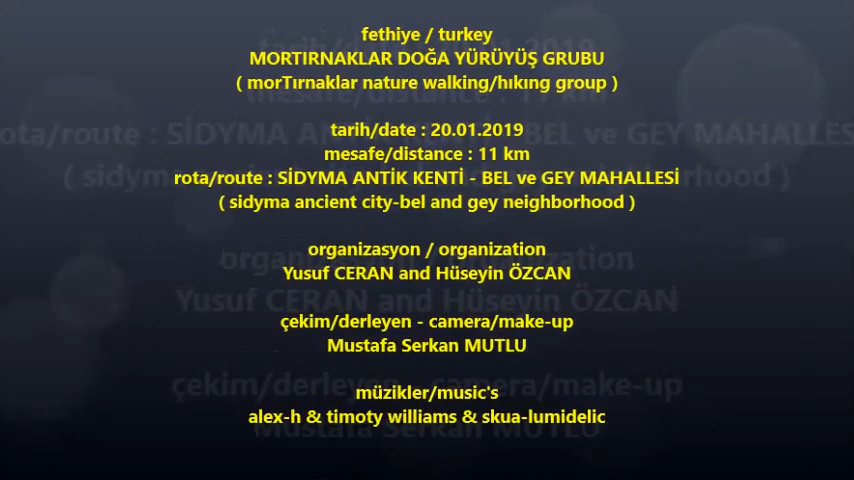 fethiye / turkey
MORTIRNAKLAR DOĞA YÜRÜYÜŞ GRUBU
( morTırnaklar nature walking/hıkıng group )
tarih/date : 20.01.2019
mesafe/distance : 11 km
rota/route : SİDYMA ANTİK KENTİ - BEL ve GEY MAHALLESİ
( sidyma ancient city-bel and gey neighborhood )
organizasyon / organization
Yusuf CERAN and Hüseyin ÖZCAN
çekim/derleyen - camera/make-up
Mustafa Serkan MUTLU
müzikler/music's
alex-h & timoty williams & skua-lumidelic